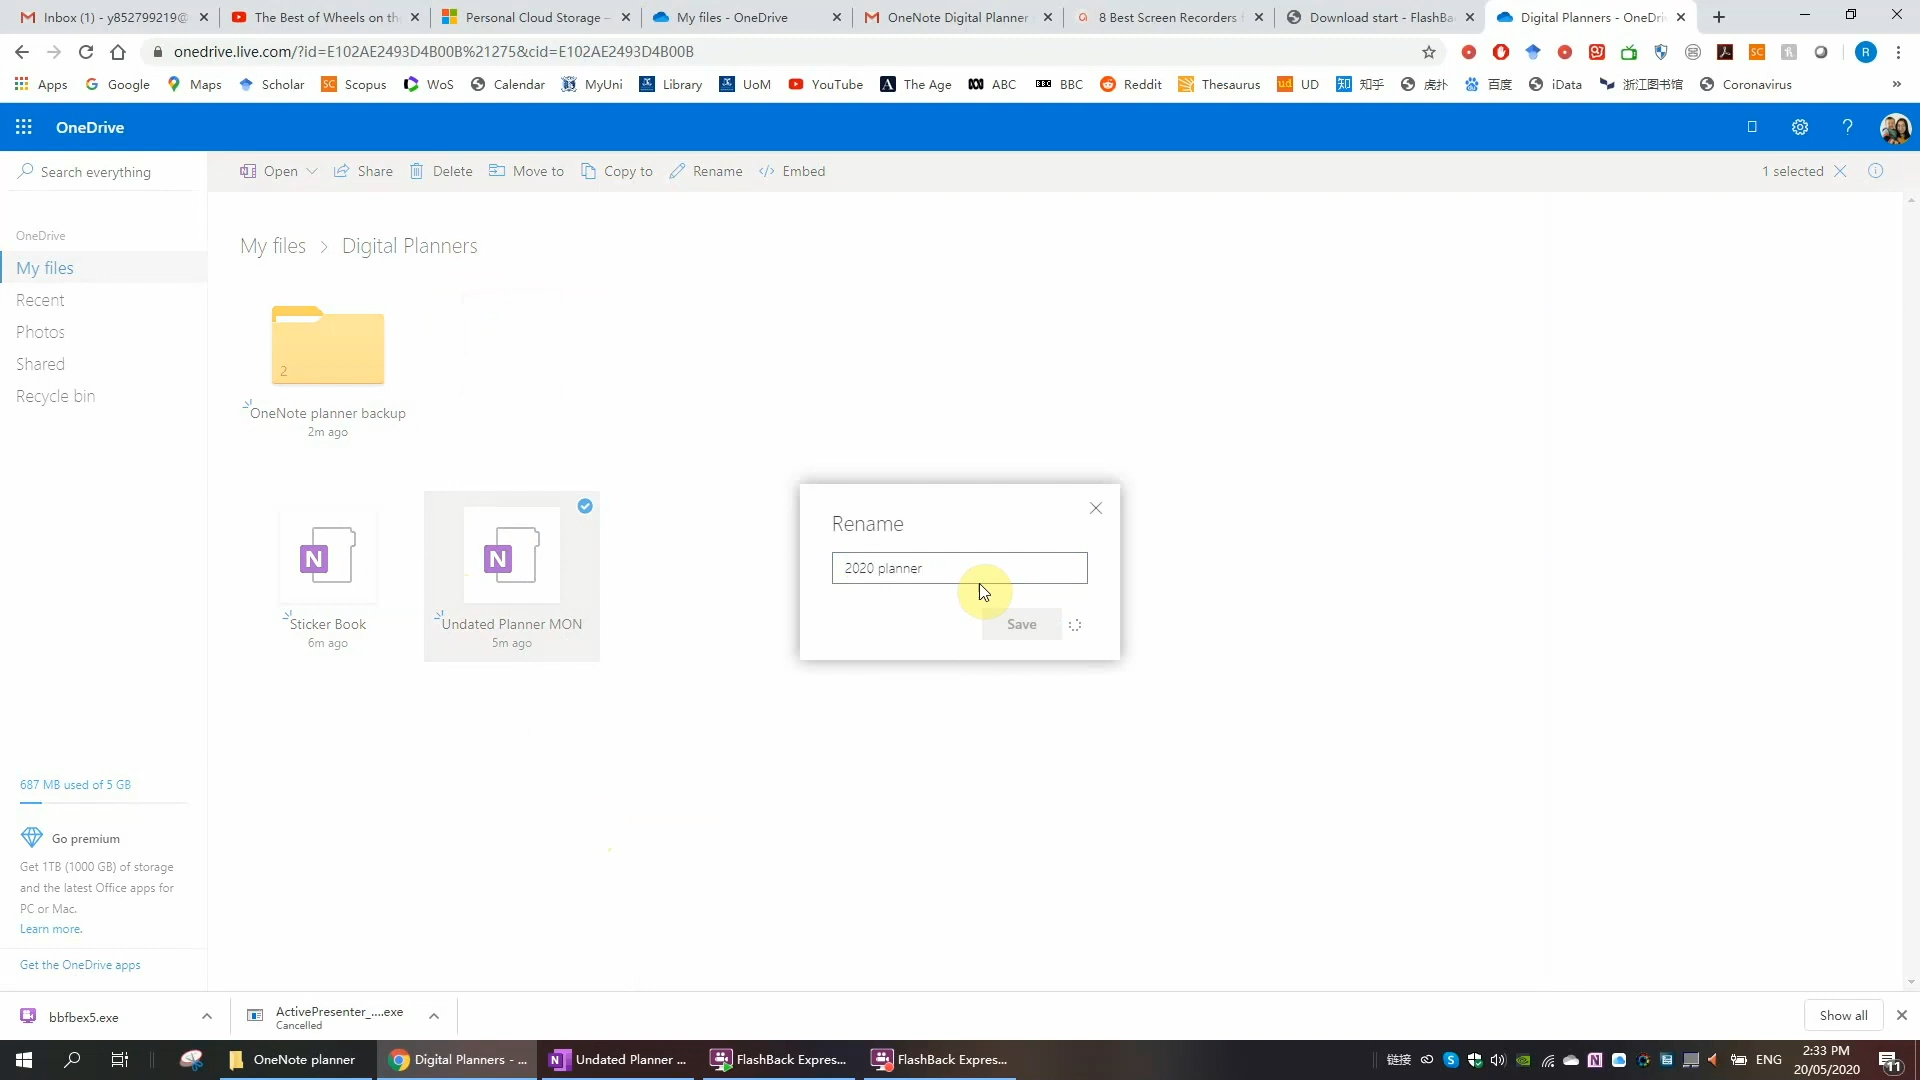 Inbox (1) - y852799219@
The Best of Wheels on the
Personal Cloud Storage –
My files - OneDrive
OneNote Digital Planner
8 Best Screen Recorders
Download start - FlashBa
Digital Planners - OneDri
onedrive.live.com/?id=E102AE2493D4B00B%21275&cid=E102AE2493D4B00B
R
Apps
Google
Maps
Scholar
SC
Scopus
WoS
Calendar
MyUni
Library
UoM
YouTube
The Age
ABC
BBC
Reddit
Thesaurus
ud
UD
知乎
虎扑
百度
iData
浙江图书馆
Coronavirus
OneDrive
Search everything
Open
Share
Delete
Move to
Copy to
Rename
Embed
1 selected
OneDrive
My files
Recent
Photos
Shared
Recycle bin
My files > Digital Planners
2
OneNote planner backup
2m ago
N
Sticker Book
6m ago
N
Undated Planner MON
5m ago
Rename
2020 planner
Save
687 MB used of 5 GB
Go premium
Get 1TB (1000 GB) of storage
and the latest Office apps for
PC or Mac.
Learn more.
Get the OneDrive apps
bbfbex5.exe
ActivePresenter_....exe
Cancelled
Show all
OneNote planner
Digital Planners - ...
Undated Planner ...
FlashBack Expres...
FlashBack Expres...
链接
ENG
2:33 PM
20/05/2020
11